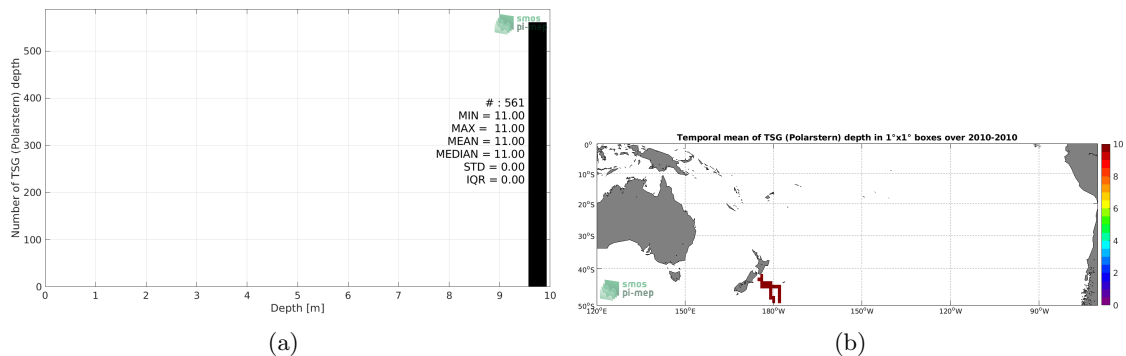 smos
pi-mep
Number of TSG (Polarstern) depth
500
400
300
200
100
0
# : 561
MIN = 11.00
MAX = 11.00
MEAN = 11.00
MEDIAN = 11.00
STD = 0.00
IQR = 0.00
0 1 2 3 4 5 6 7 8 9 10
Depth [m]
(a)
Temporal mean of TSG (Polarstern) depth in 1°x1° boxes over 2010-2010
0°
10°S
20°S
30°S
40°S
50°S
smos
pi-mep
120°E 150°E 180°W 150°W 120°W 90°W
10
8
6
4
2
0
(b)